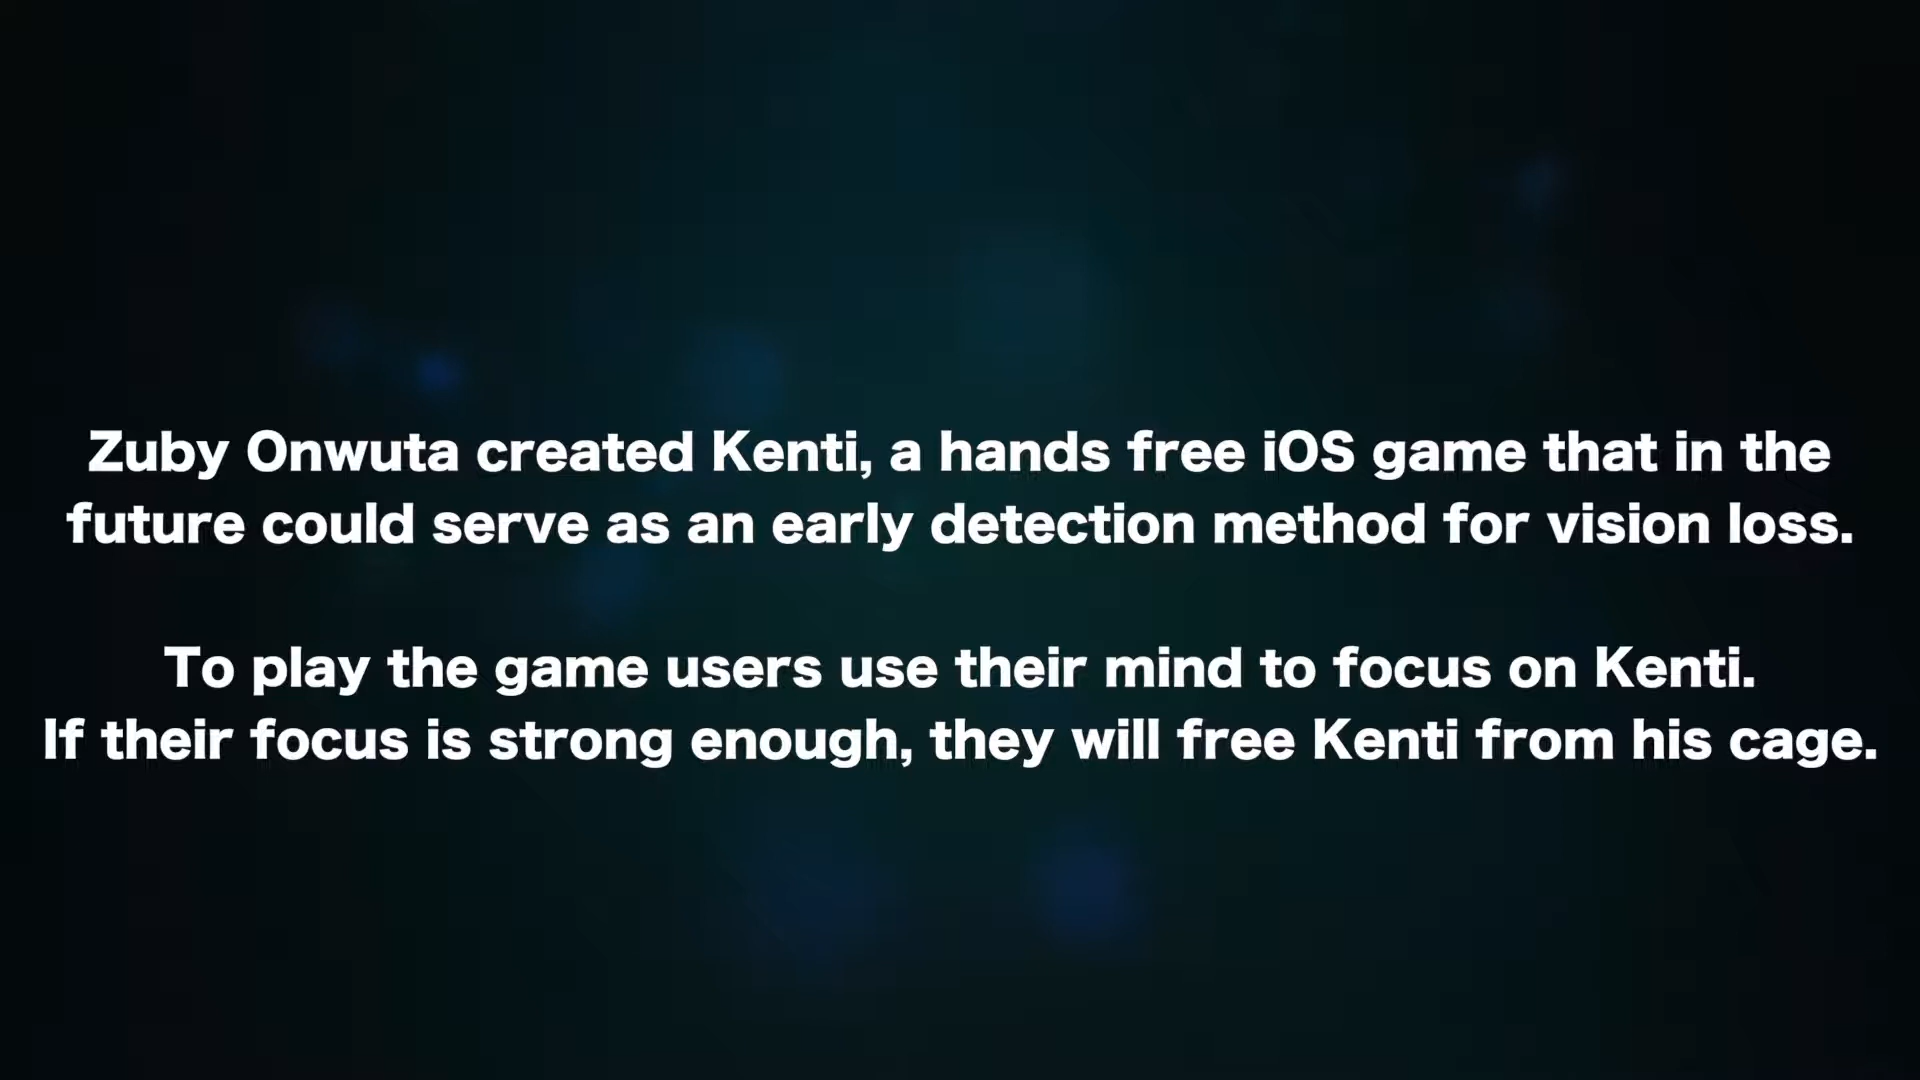 Zuby Onwuta created Kenti, a hands free iOS game that in the
future could serve as an early detection method for vision loss.
To play the game users use their mind to focus on Kenti.
If their focus is strong enough, they will free Kenti from his cage.